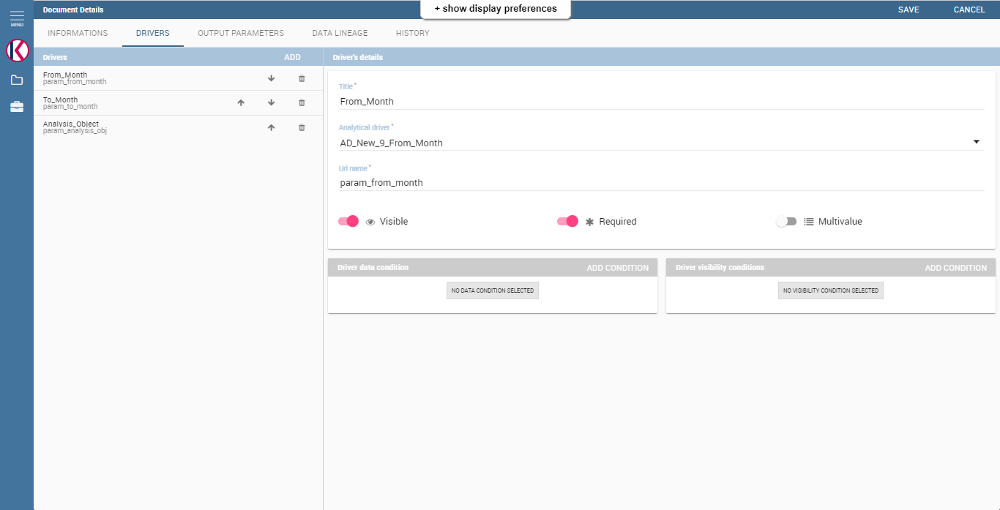 + show display preferences
Document Details
SAVE
CANCEL
MENU
INFORMATIONS
DRIVERS
OUTPUT PARAMETERS
DATA LINEAGE
HISTORY
Drivers
ADD
Driver's details
From_Month
param_from_month
To_Month
param_to_month
Analysis_Object
param_analysis_obj
Title *
From_Month
Analytical driver *
AD_New_9_From_Month
Url name *
param_from_month
Visible
Required
Multivalue
Driver data condition
ADD CONDITION
NO DATA CONDITION SELECTED
Driver visibility conditions
ADD CONDITION
NO VISIBILITY CONDITION SELECTED